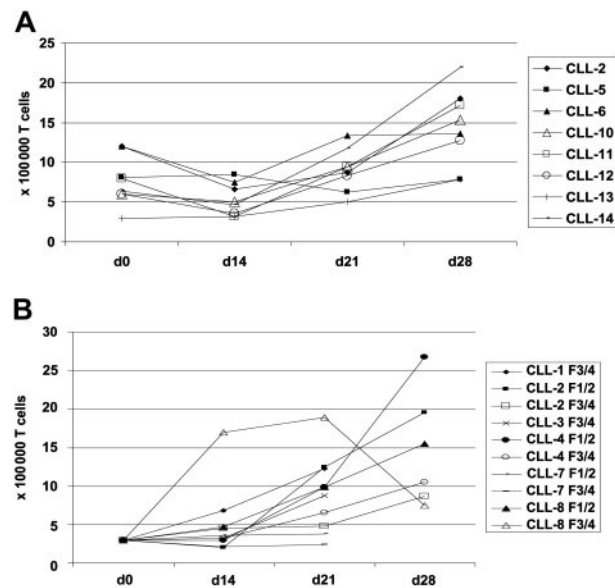 A
x 100 000 T cells
25
20
15
10
5
0
d0 d14 d21 d28
CLL-2
CLL-5
CLL-6
CLL-10
CLL-11
CLL-12
CLL-13
CLL-14
B
x 100 000 T cells
30
25
20
15
10
5
0
d0 d14 d21 d28
CLL-1 F3/4
CLL-2 F1/2
CLL-2 F3/4
CLL-3 F3/4
CLL-4 F1/2
CLL-4 F3/4
CLL-7 F1/2
CLL-7 F3/4
CLL-8 F1/2
CLL-8 F3/4